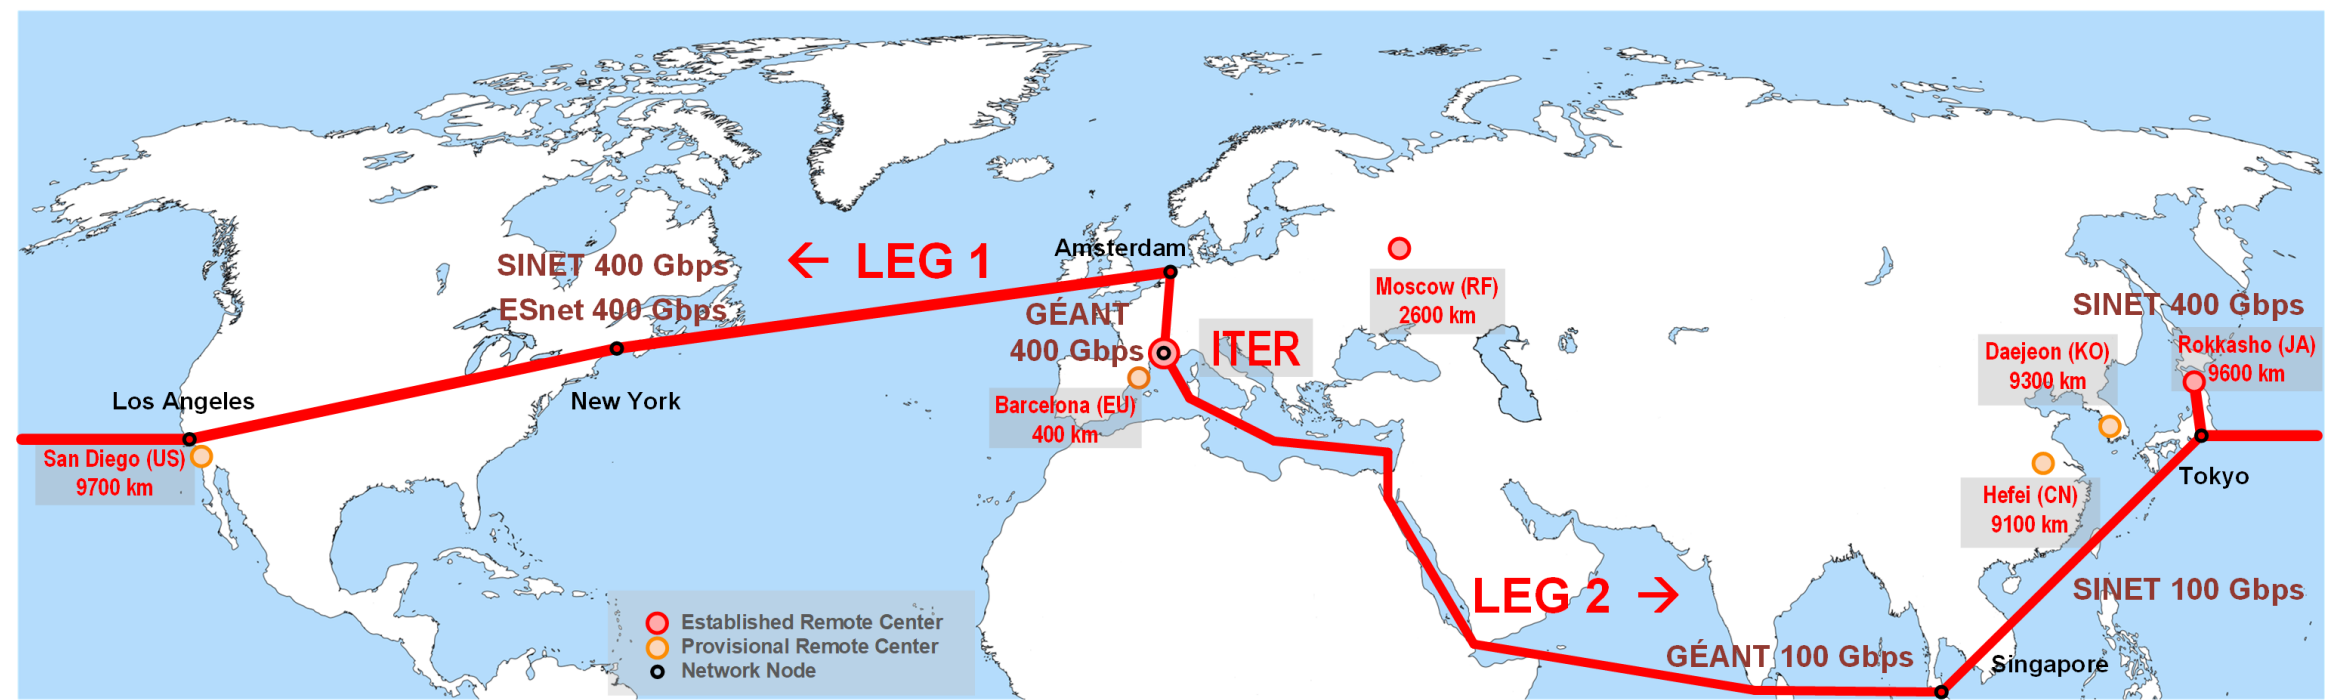 Amsterdam
← LEG 1
SINET 400 Gbps
ESnet 400 Gbps
GÉANT
400 Gbps
ITER
Moscow (RF)
2600 km
SINET 400 Gbps
Rokkasho (JA)
9600 km
Daejeon (KO)
9300 km
Los Angeles
New York
Barcelona (EU)
400 km
San Diego (US)
9700 km
Tokyo
Hefei (CN)
9100 km
LEG 2 →
SINET 100 Gbps
GÉANT 100 Gbps
Singapore
Established Remote Center
Provisional Remote Center
Network Node